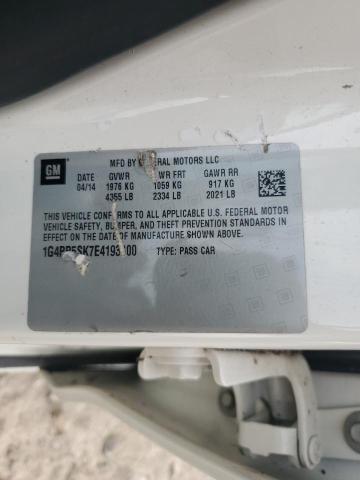 GM
MFD BY GENERAL MOTORS LLC
DATE GVWR GAWR FRT GAWR RR
04/14 1976 KG 1059 KG 917 KG
4355 LB 2334 LB 2021 LB
THIS VEHICLE CONFORMS TO ALL APPLICABLE U.S. FEDERAL MOTOR
VEHICLE SAFETY, BUMPER, AND THEFT PREVENTION STANDARDS
IN EFFECT ON THE DATE OF MANUFACTURE SHOWN ABOVE.
TYPE: PASS CAR